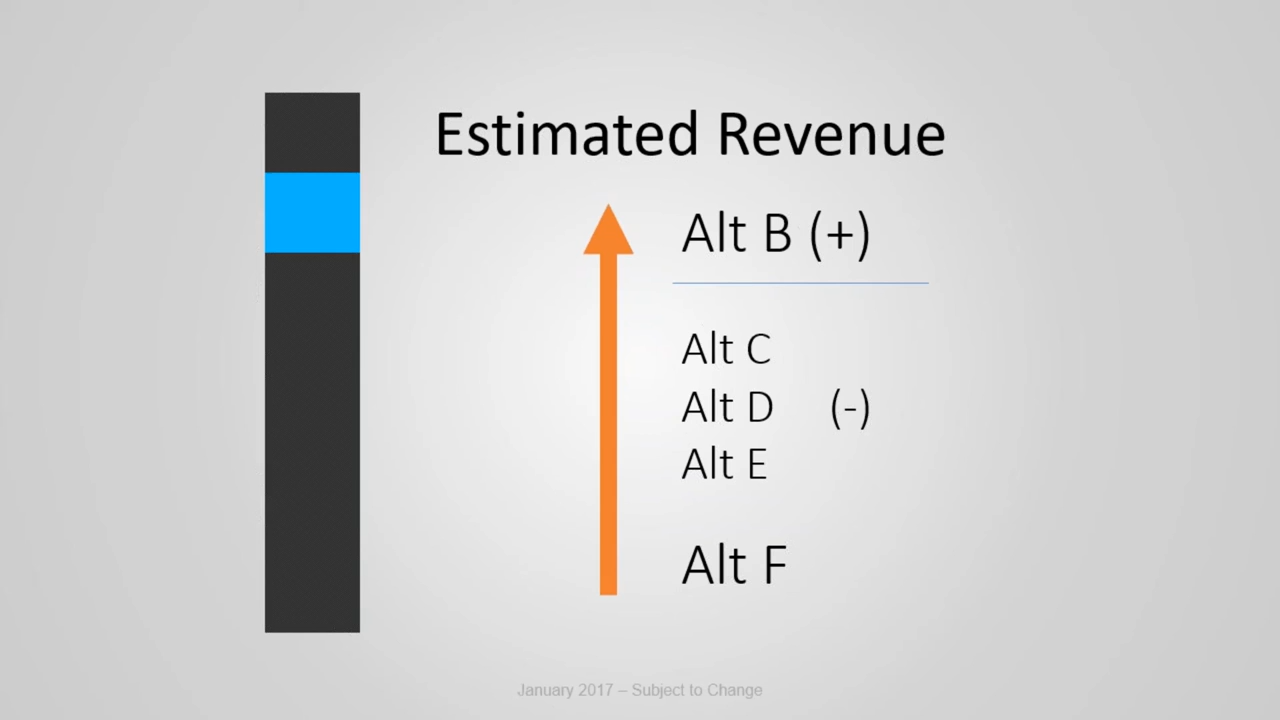 Estimated Revenue
Alt B (+)
Alt C
Alt D (-)
Alt E
Alt F
January 2017 – Subject to Change